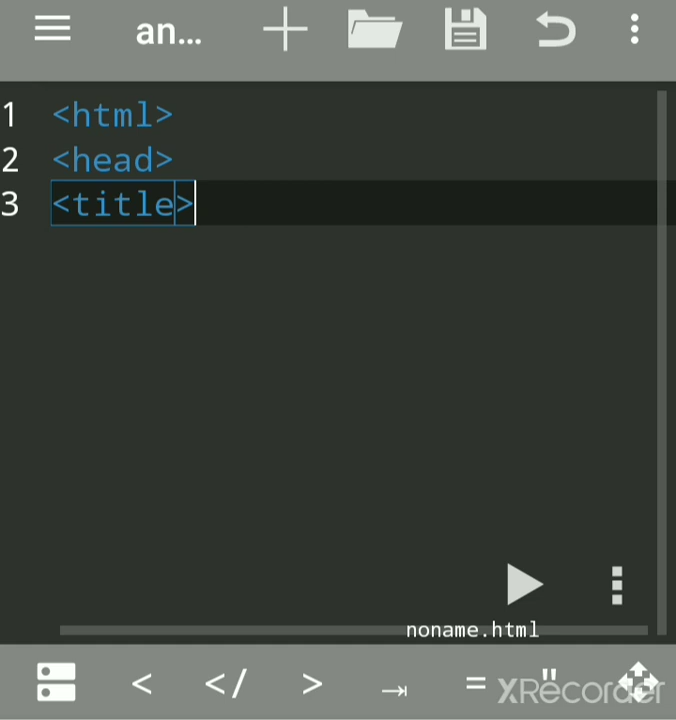 an...
1 <html>
2 <head>
3 <title>
noname.html
< </ > = "
XRecorder